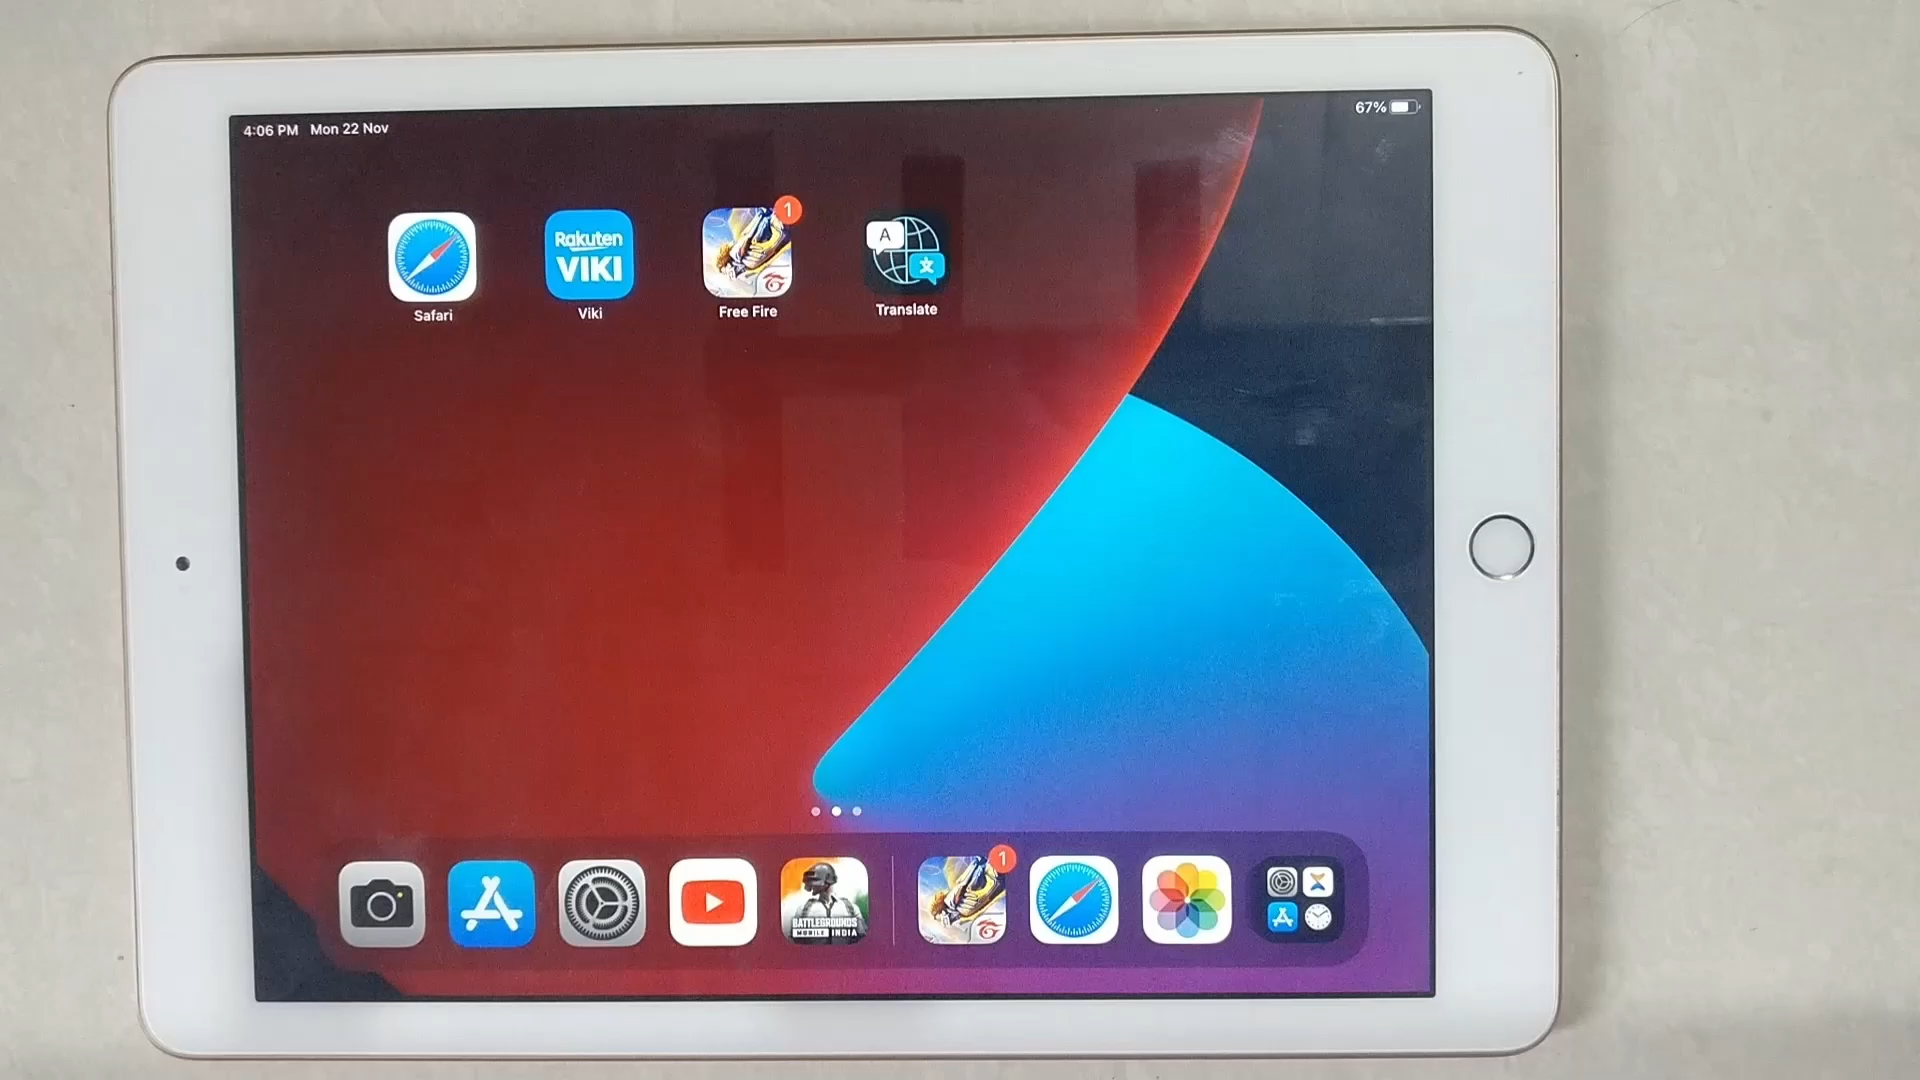 4:06 PM Mon 22 Nov
67%
Rakuten
VIKI
1
A
文
Safari
Viki
Free Fire
Translate
1
BATTLEGROUNDS
MOBILE INDIA